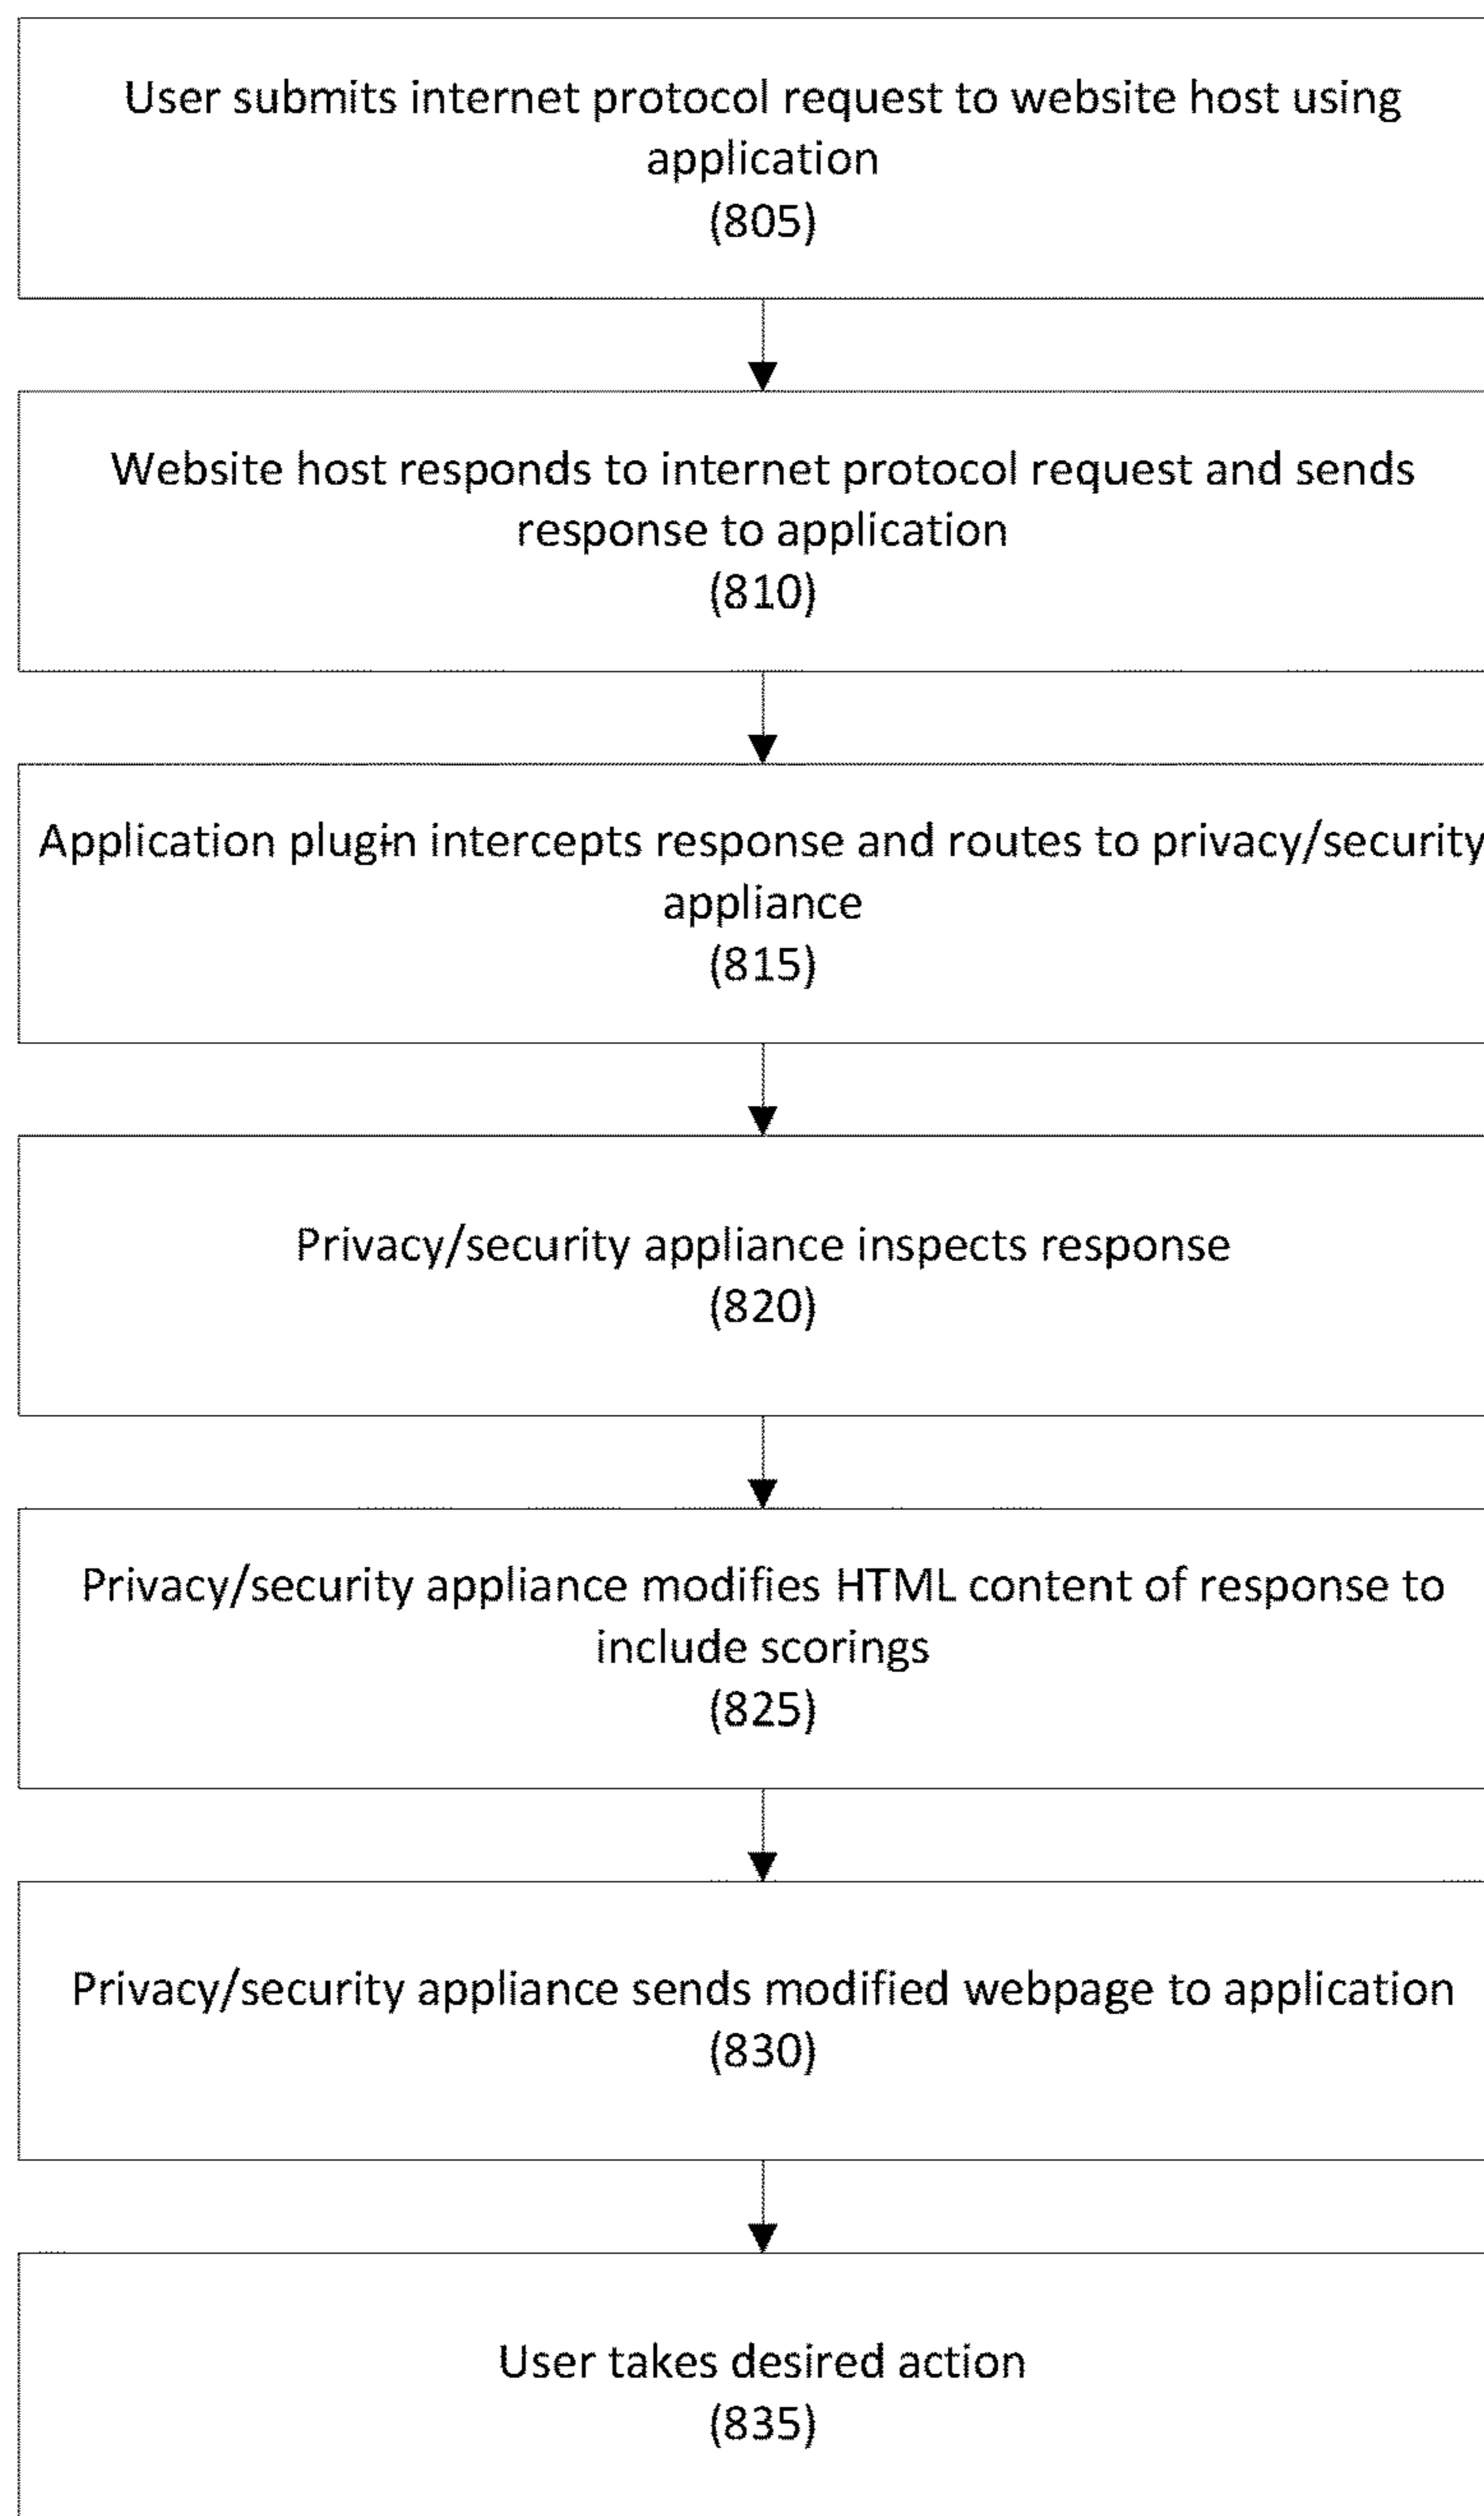 User submits internet protocol request to website host using
application
(805)
Website host responds to internet protocol request and sends
response to application
(810)
Application plugin intercepts response and routes to privacy/security
appliance
(815)
Privacy/security appliance inspects response
(820)
Privacy/security appliance modifies HTML content of response to
include scorings
(825)
Privacy/security appliance sends modified webpage to application
(830)
User takes desired action
(835)